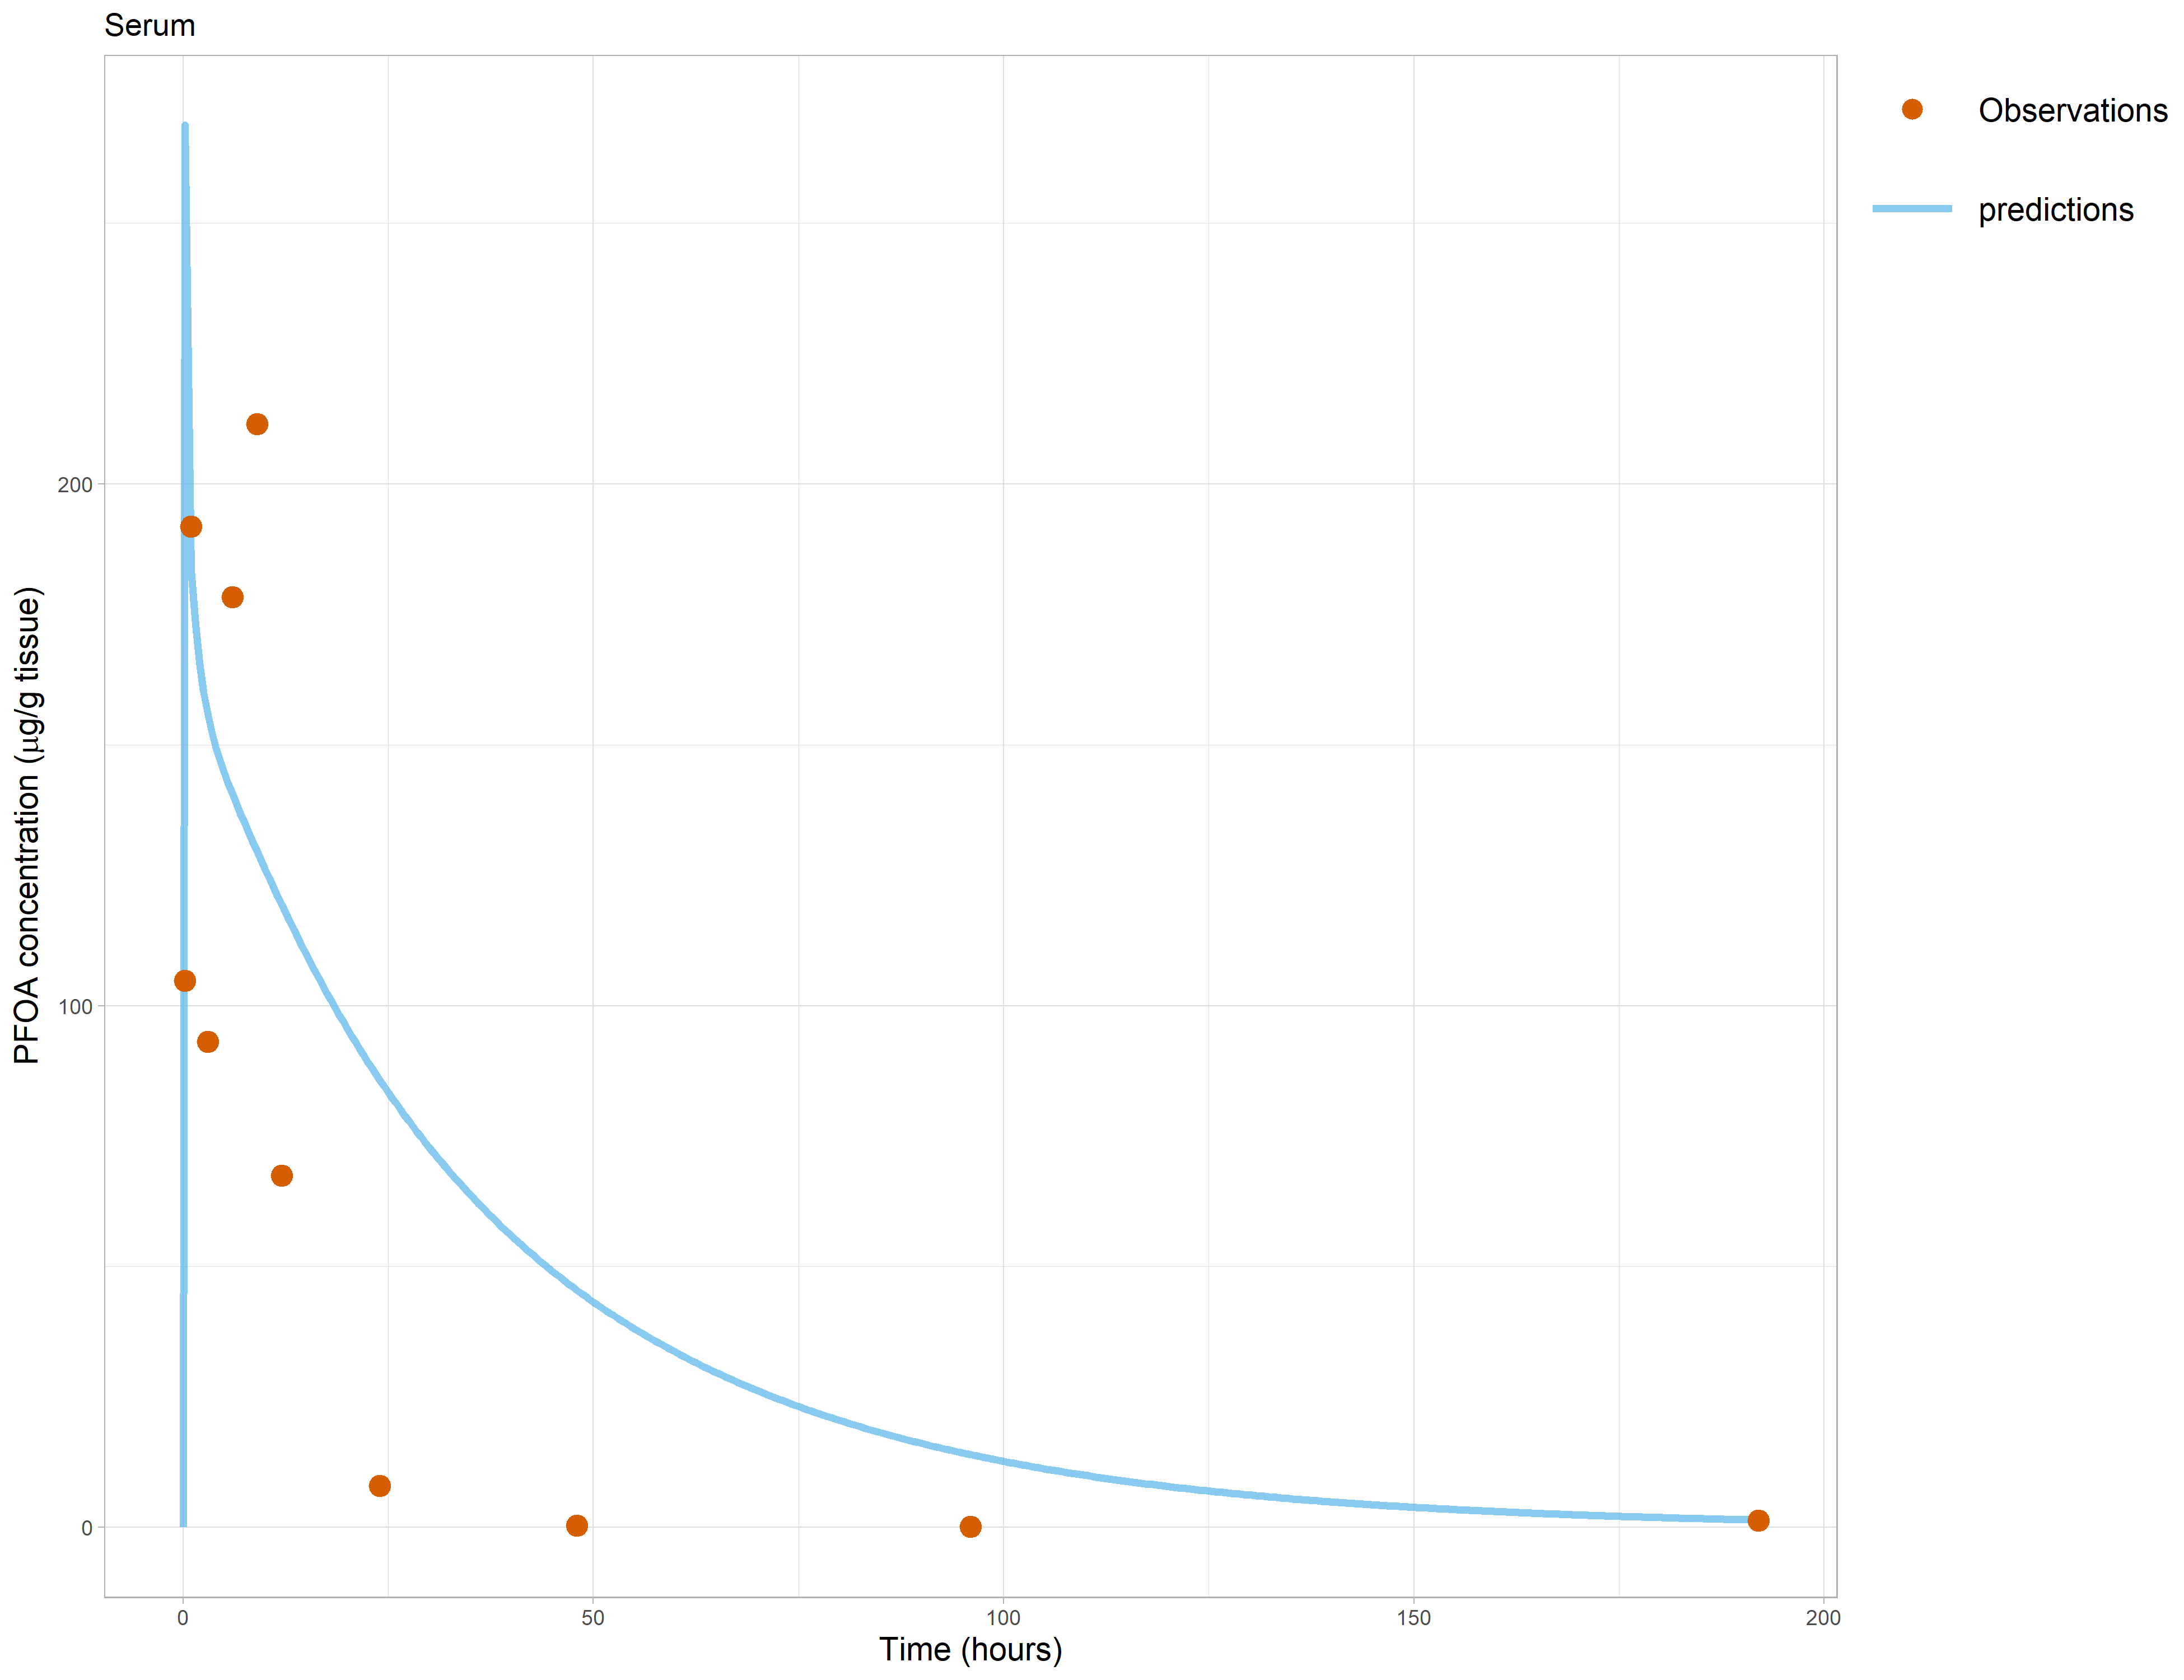 Serum
PFOA concentration (μg/g tissue)
200
100
0
0 50 100 150 200
Time (hours)
Observations
predictions